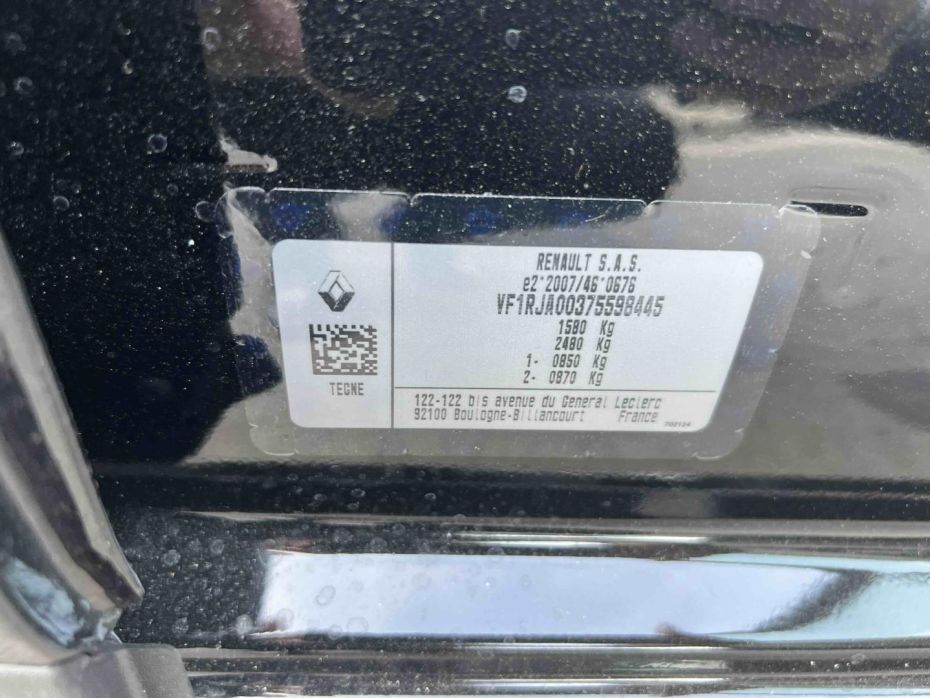 RENAULT S.A.S.
e2*2007/46*0676
VF1RJA00375598445
1580 Kg
2480 Kg
1- 0850 Kg
2- 0870 Kg
TEGNE
122-122 bis avenue du General Leclerc
92100 Boulogne-Billancourt France
702124